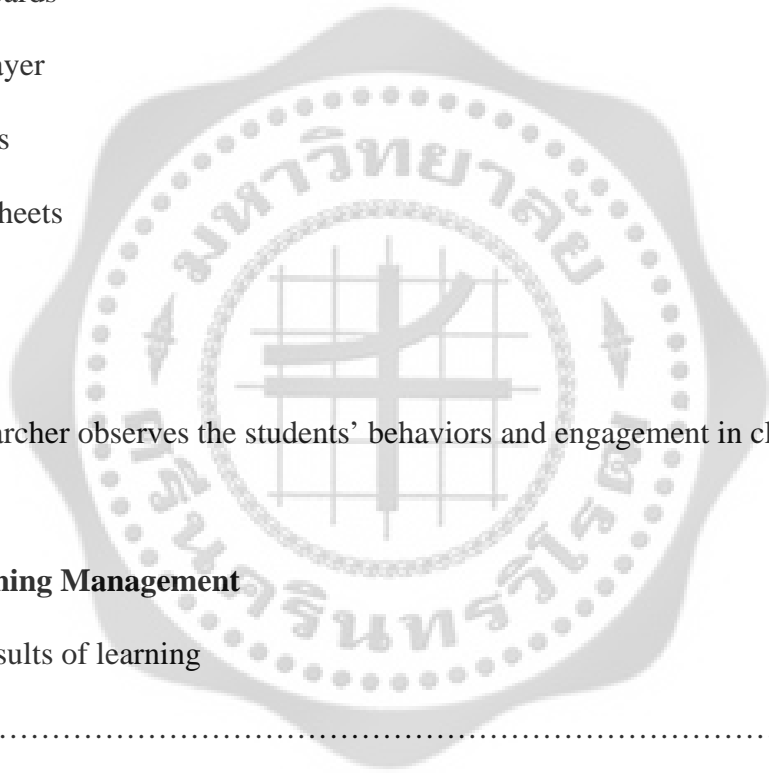 ards
ayer
s
heets
มหาวิทยาลัย
archer observes the students’ behaviors and engagement in cl
ศรีนครินทรวิโรฒ
ning Management
sults of learning
……………………………………………………………………